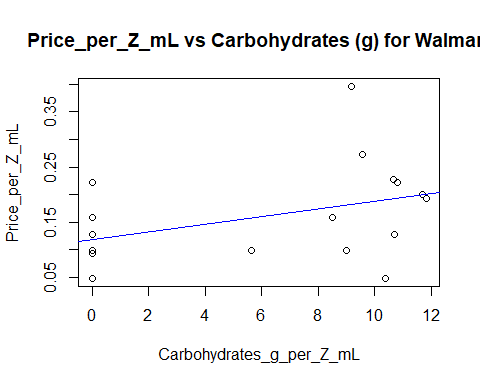 Price_per_Z_mL vs Carbohydrates (g) for Walmar
Price_per_Z_mL
0.05 0.15 0.25 0.35
0 2 4 6 8 10 12
Carbohydrates_g_per_Z_mL